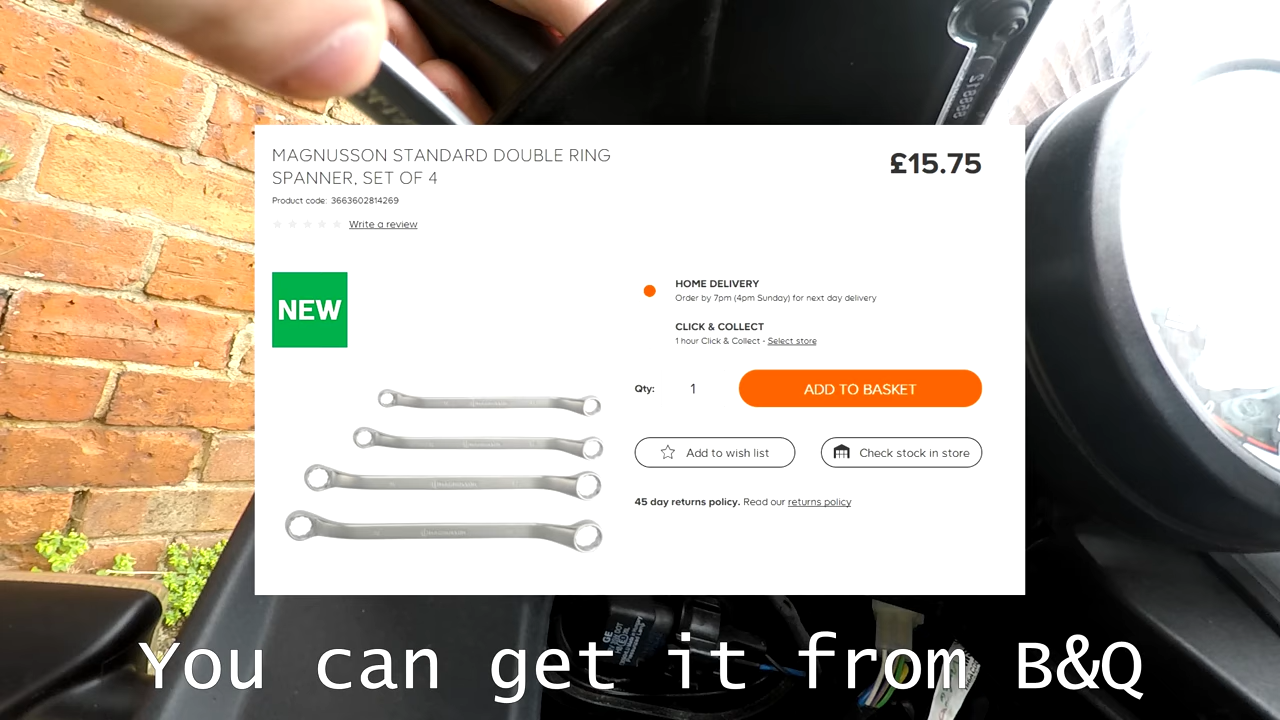 MAGNUSSON STANDARD DOUBLE RING
SPANNER, SET OF 4
£15.75
Product code: 3663602814269
Write a review
NEW
HOME DELIVERY
Order by 7pm (4pm Sunday) for next day delivery
CLICK & COLLECT
1 hour Click & Collect - Select store
Qty: 1
ADD TO BASKET
Add to wish list
Check stock in store
45 day returns policy. Read our returns policy
GE
You can get it from B&Q